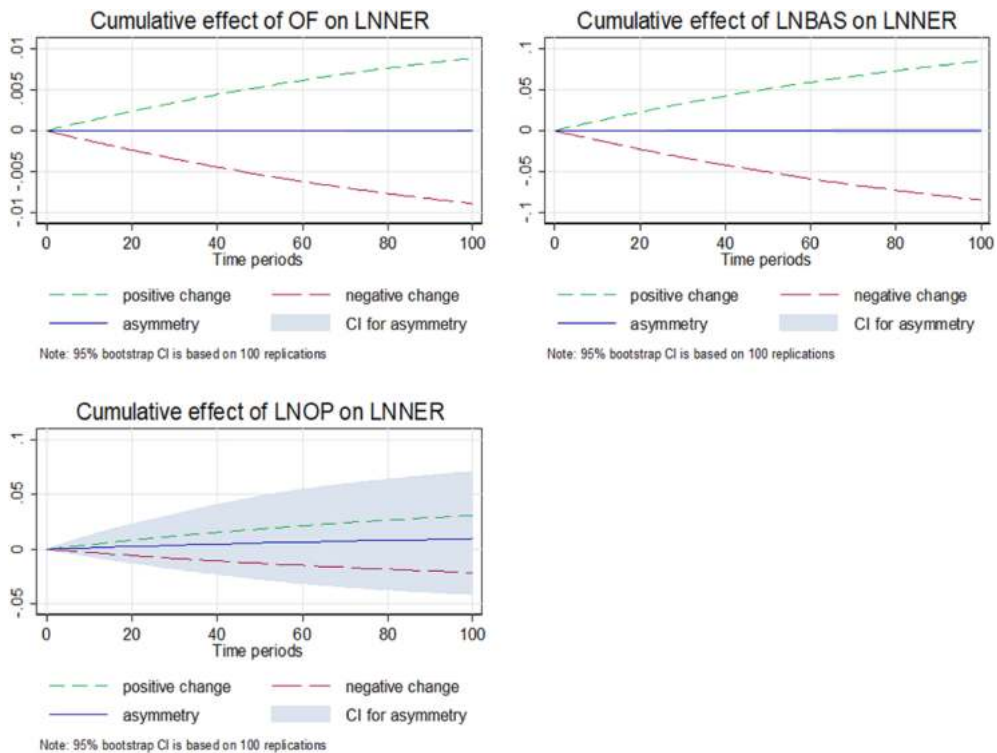 Cumulative effect of OF on LNNER
.01
.005
0
-.005
-.01
0 20 40 60 80 100
Time periods
positive change negative change
asymmetry CI for asymmetry
Note: 95% bootstrap CI is based on 100 replications
Cumulative effect of LNBAS on LNNER
.1
.05
0
-.05
-.1
0 20 40 60 80 100
Time periods
positive change negative change
asymmetry CI for asymmetry
Note: 95% bootstrap CI is based on 100 replications
Cumulative effect of LNOP on LNNER
.1
.05
0
-.05
0 20 40 60 80 100
Time periods
positive change negative change
asymmetry CI for asymmetry
Note: 95% bootstrap CI is based on 100 replications